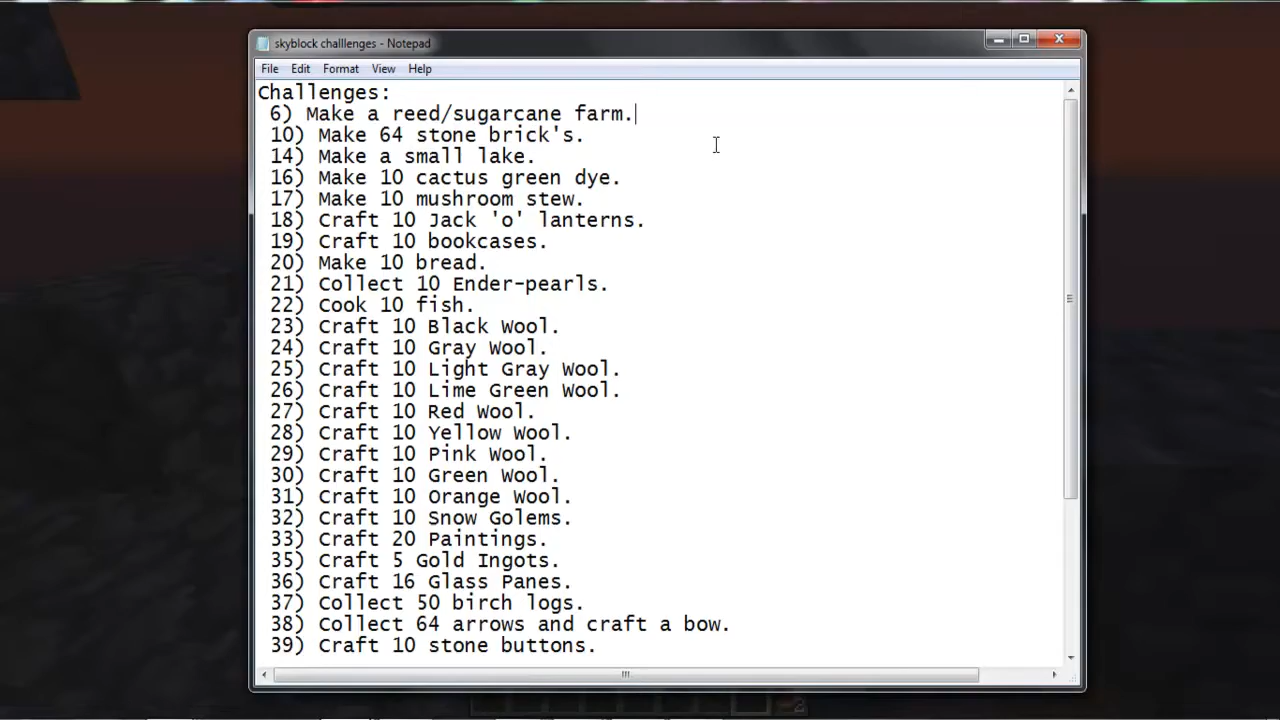 skyblock challlenges - Notepad
File Edit Format View Help
Challenges:
6) Make a reed/sugarcane farm.
10) Make 64 stone brick's.
14) Make a small lake.
16) Make 10 cactus green dye.
17) Make 10 mushroom stew.
18) Craft 10 Jack 'o' lanterns.
19) Craft 10 bookcases.
20) Make 10 bread.
21) Collect 10 Ender-pearls.
22) Cook 10 fish.
23) Craft 10 Black Wool.
24) Craft 10 Gray Wool.
25) Craft 10 Light Gray Wool.
26) Craft 10 Lime Green Wool.
27) Craft 10 Red Wool.
28) Craft 10 Yellow Wool.
29) Craft 10 Pink Wool.
30) Craft 10 Green Wool.
31) Craft 10 Orange Wool.
32) Craft 10 Snow Golems.
33) Craft 20 Paintings.
35) Craft 5 Gold Ingots.
36) Craft 16 Glass Panes.
37) Collect 50 birch logs.
38) Collect 64 arrows and craft a bow.
39) Craft 10 stone buttons.